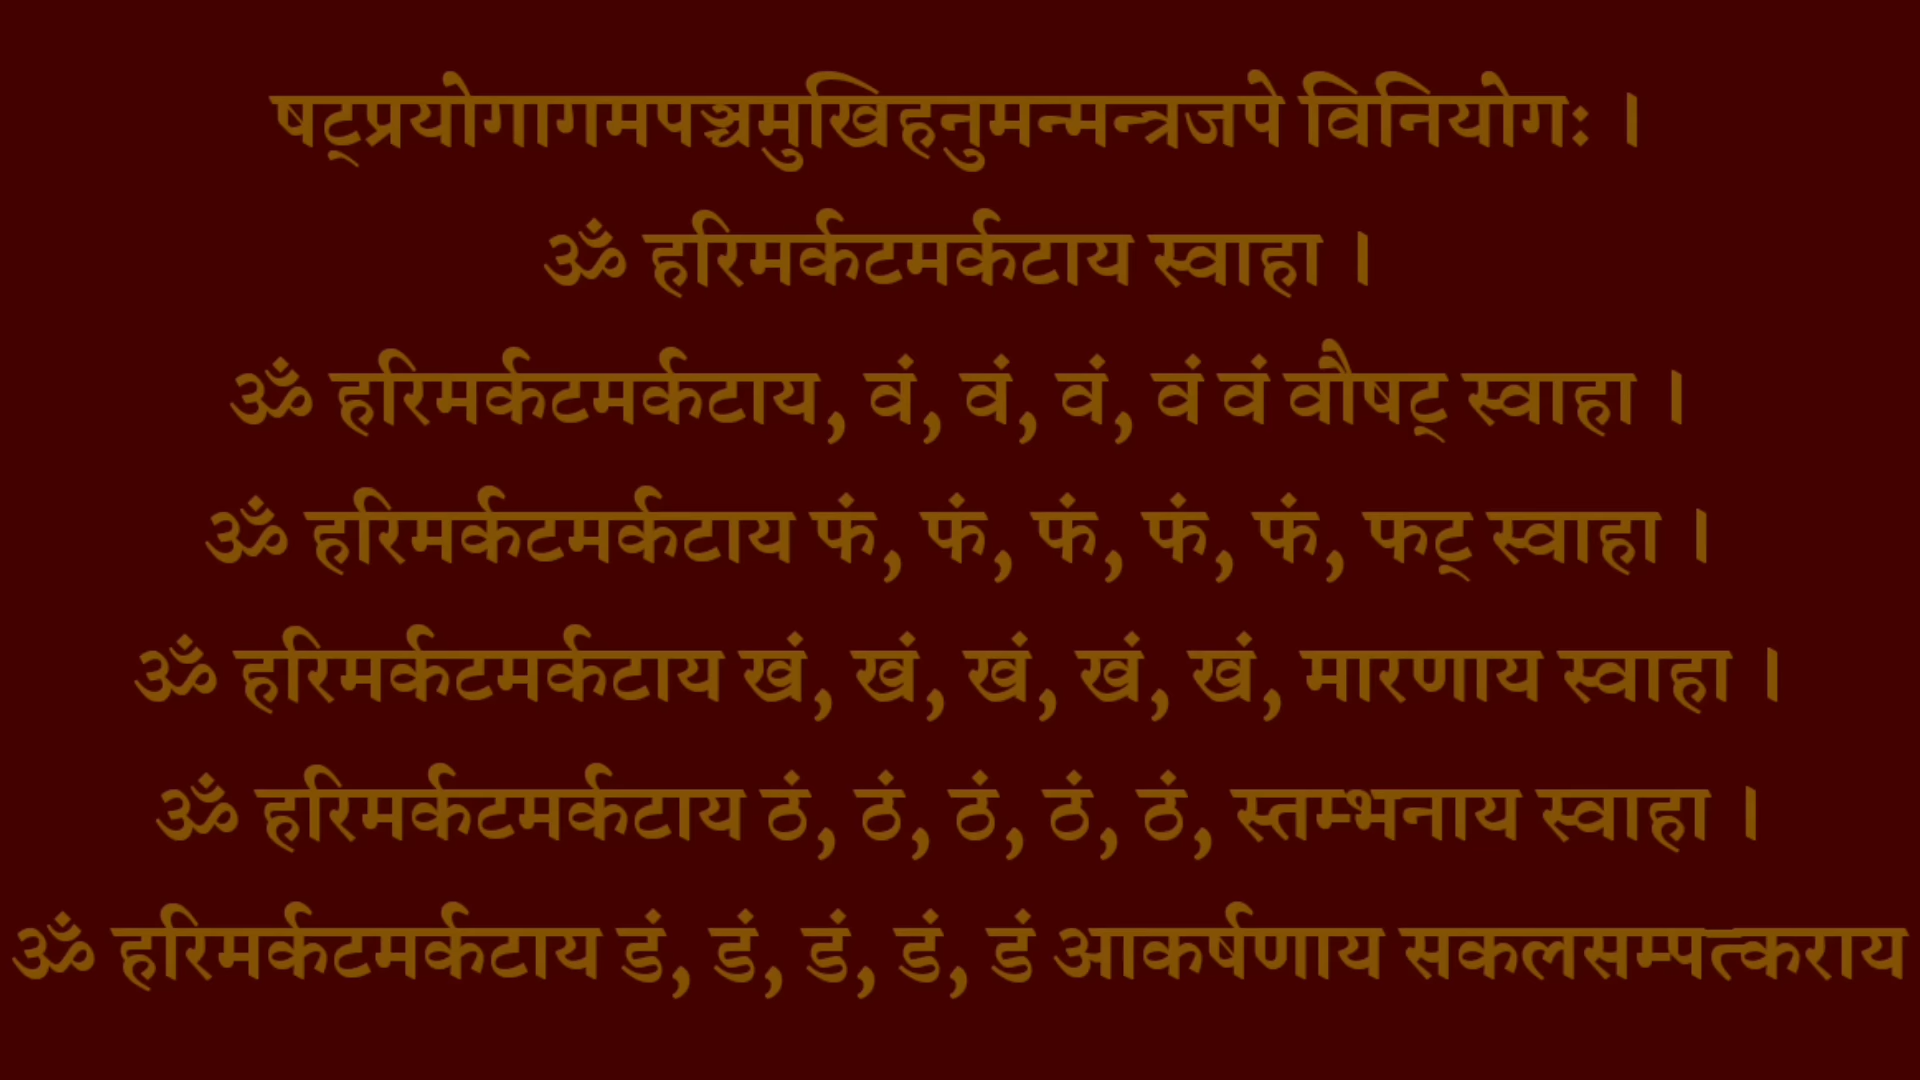 षट्प्रयोगागमपञ्चमुखिहनुमन्मन्त्रजपे विनियोगः ।
ॐ हरिमर्कटमर्कटाय स्वाहा ।
ॐ हरिमर्कटमर्कटाय, वं, वं, वं, वं वं वौषट् स्वाहा ।
ॐ हरिमर्कटमर्कटाय फं, फं, फं, फं, फं, फट् स्वाहा ।
ॐ हरिमर्कटमर्कटाय खं, खं, खं, खं, खं, मारणाय स्वाहा ।
ॐ हरिमर्कटमर्कटाय ठं, ठं, ठं, ठं, ठं, स्तम्भनाय स्वाहा ।
ॐ हरिमर्कटमर्कटाय डं, डं, डं, डं, डं आकर्षणाय सकलसम्पत्कराय